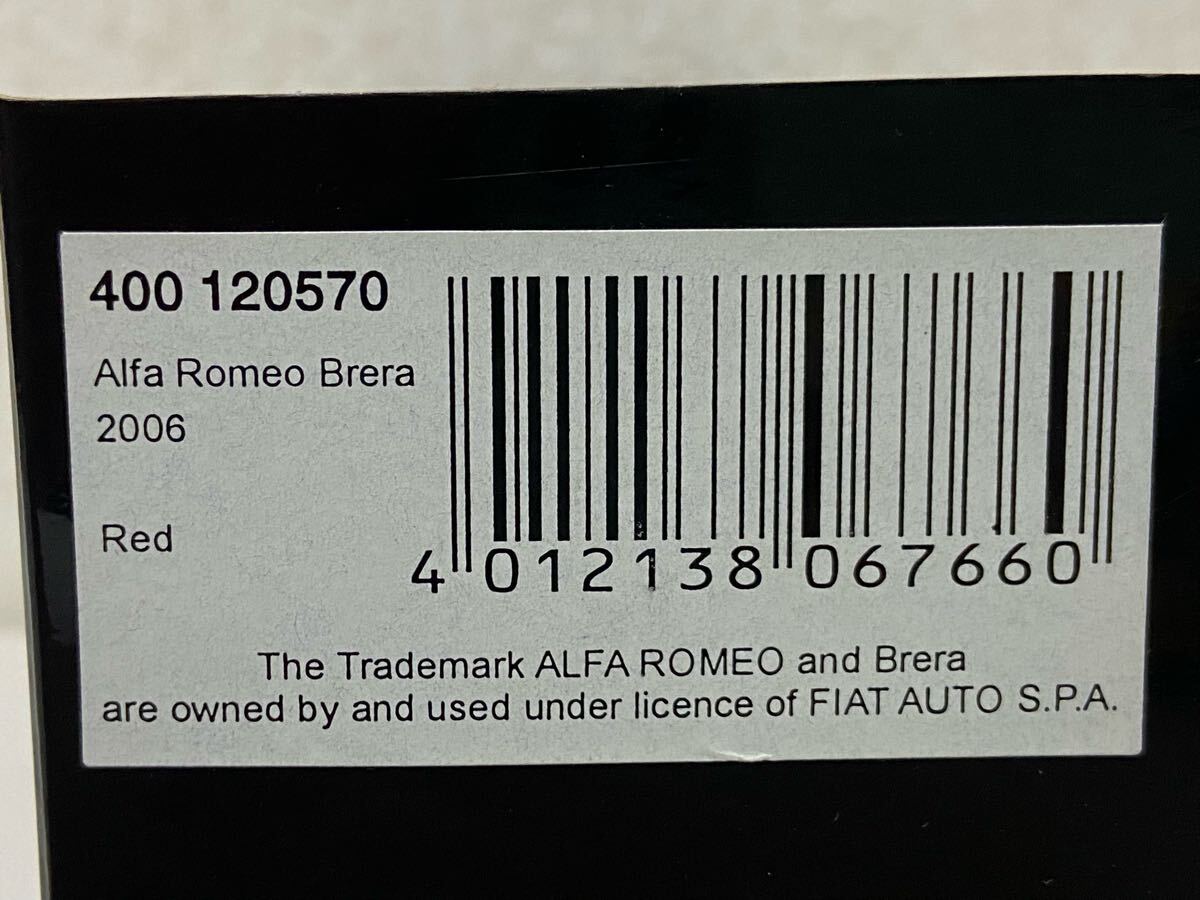 400 120570
Alfa Romeo Brera
2006
Red
4 012138 067660
The Trademark ALFA ROMEO and Brera
are owned by and used under licence of FIAT AUTO S.P.A.